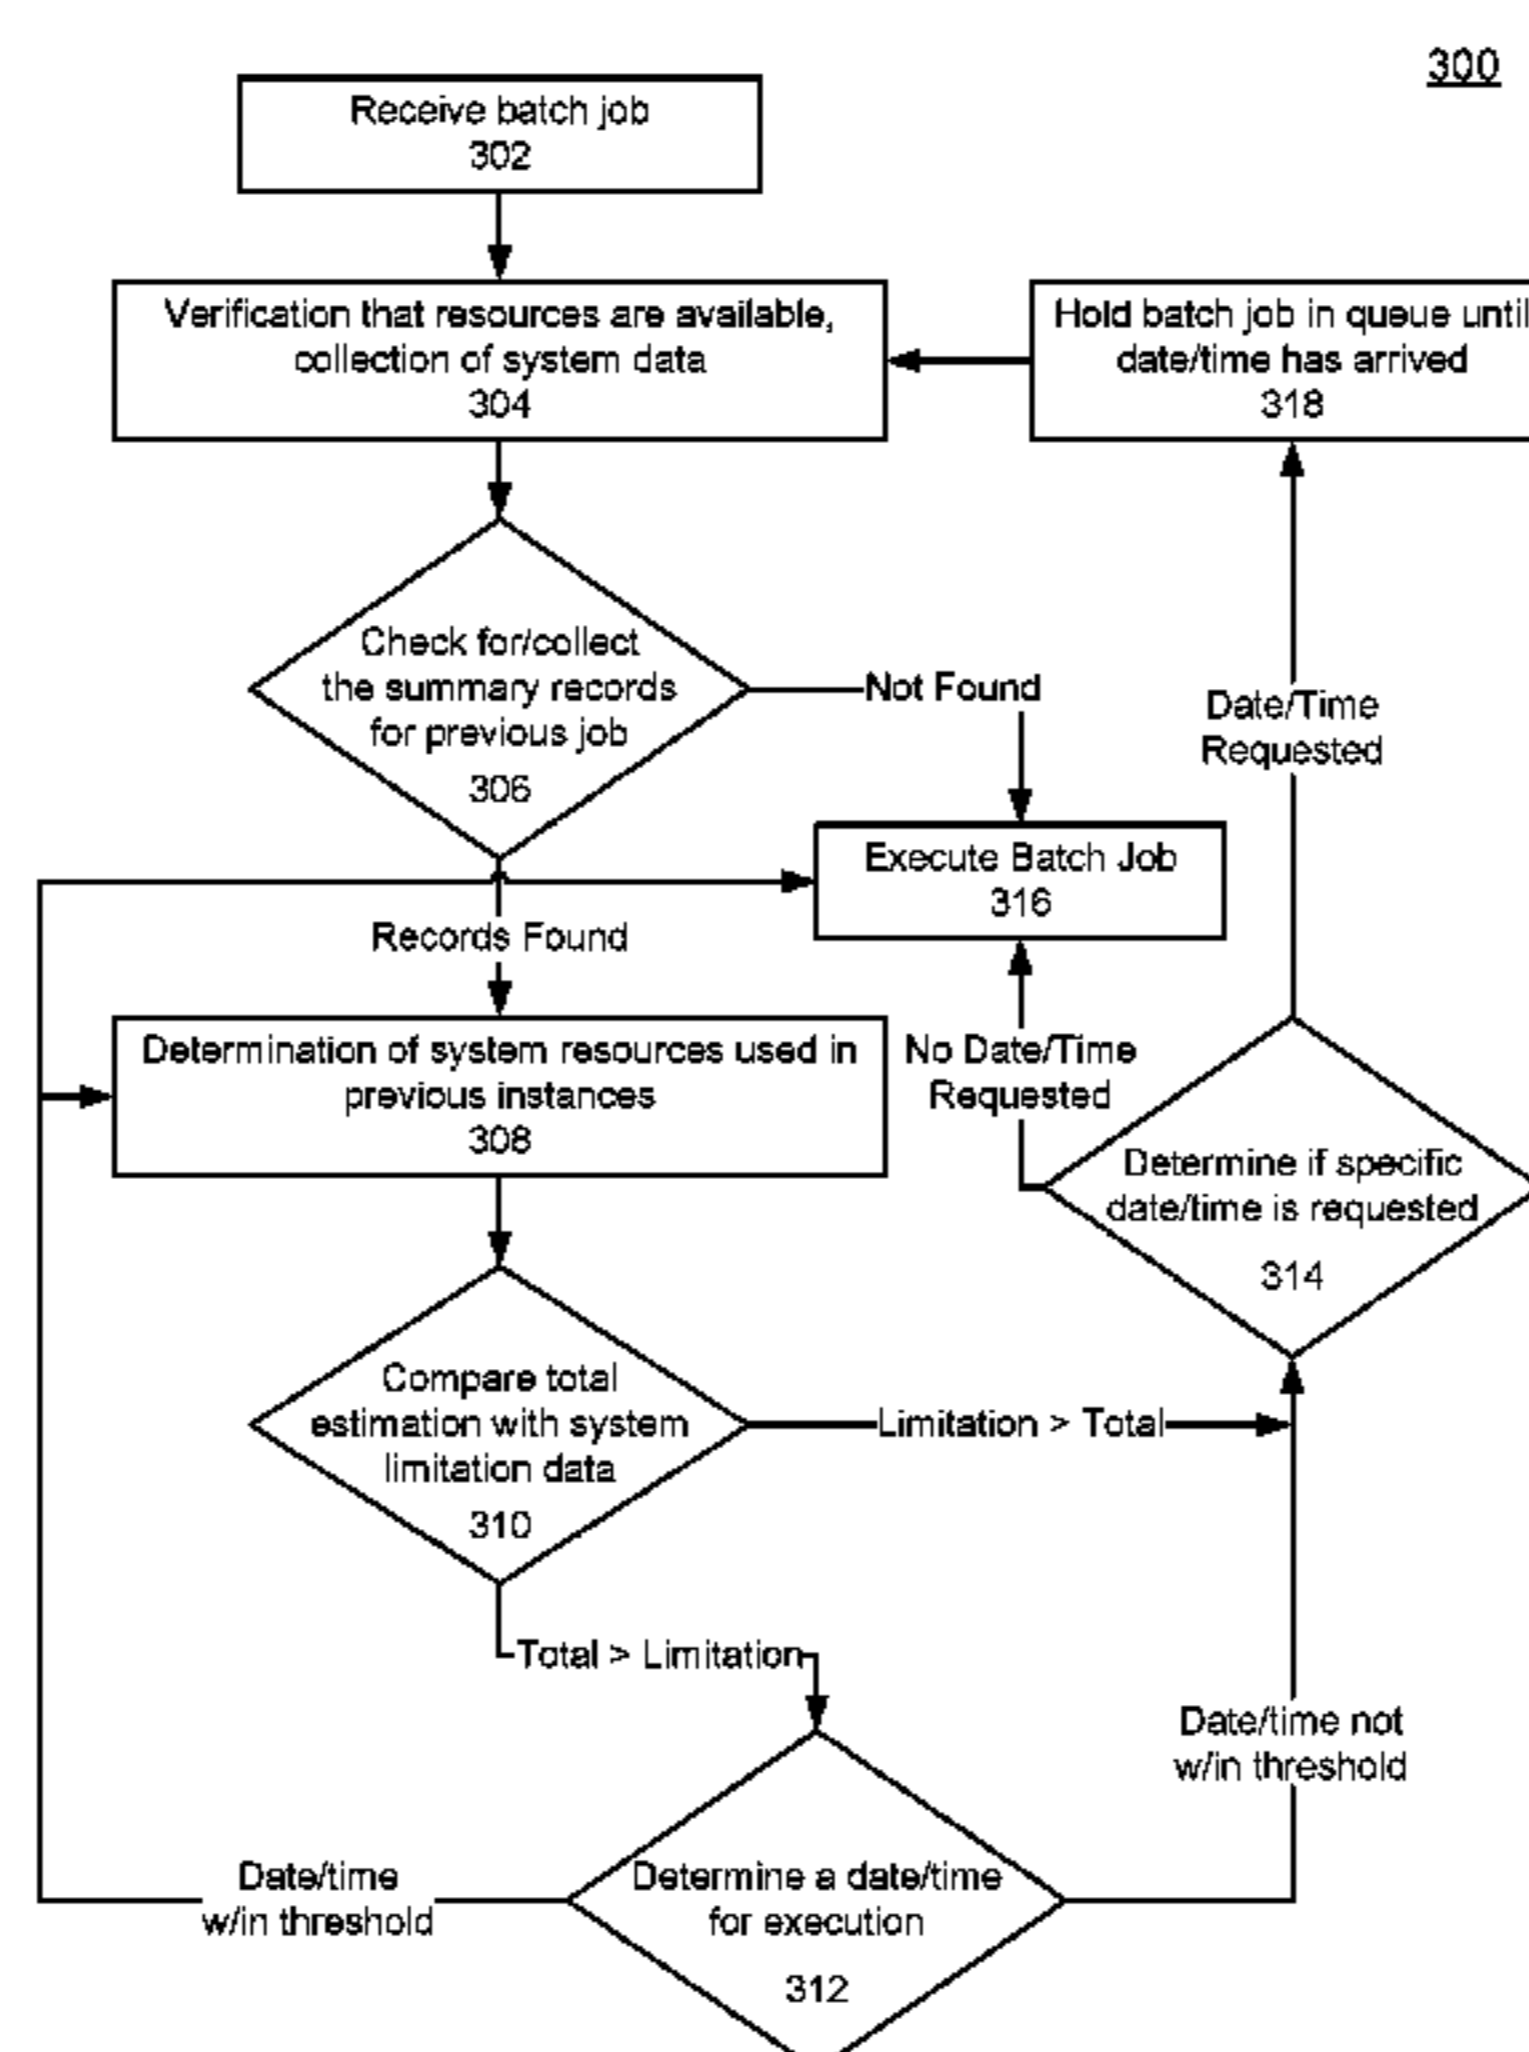 300
Receive batch job
302
Verification that resources are available,
collection of system data
304
Hold batch job in queue until
date/time has arrived
318
Check for/collect
the summary records
for previous job
306
Not Found
Date/Time
Requested
Execute Batch Job
316
Records Found
Determination of system resources used in
previous instances
308
No Date/Time
Requested
Determine if specific
date/time is requested
314
Compare total
estimation with system
limitation data
310
Limitation > Total
Total > Limitation
Date/time not
w/in threshold
Date/time
w/in threshold
Determine a date/time
for execution
312